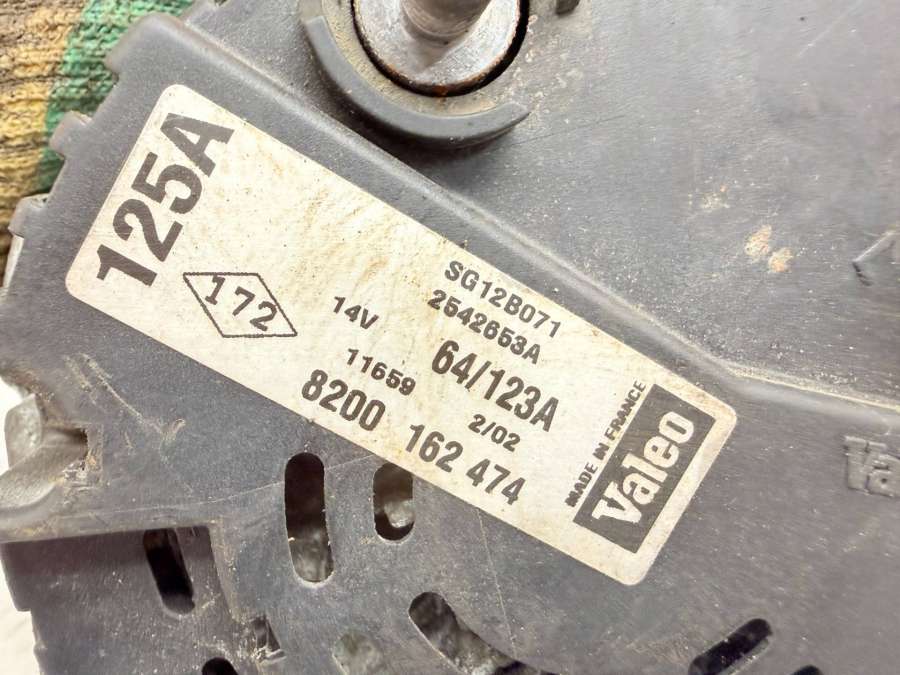 125A
172
14V
SG12B071
2542653A
64/123A
11659
2/02
8200 162 474
MADE IN FRANCE
Valeo